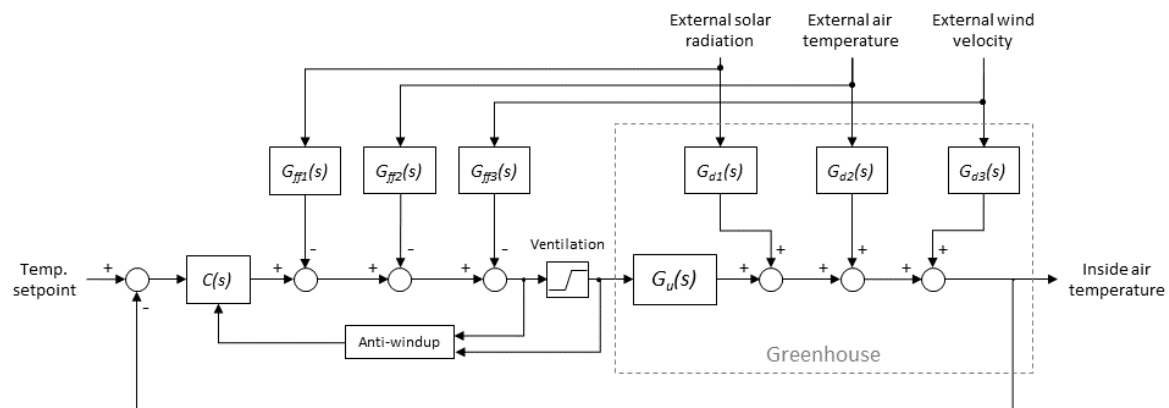 External solar
radiation
External air
temperature
External wind
velocity
G_ff1(s)
G_ff2(s)
G_ff3(s)
G_d1(s)
G_d2(s)
G_d3(s)
- - -
Ventilation
+ + +
Temp.
setpoint
+
C(s)
+ + +
G_u(s)
+ + +
Inside air
temperature
-
Anti-windup
Greenhouse